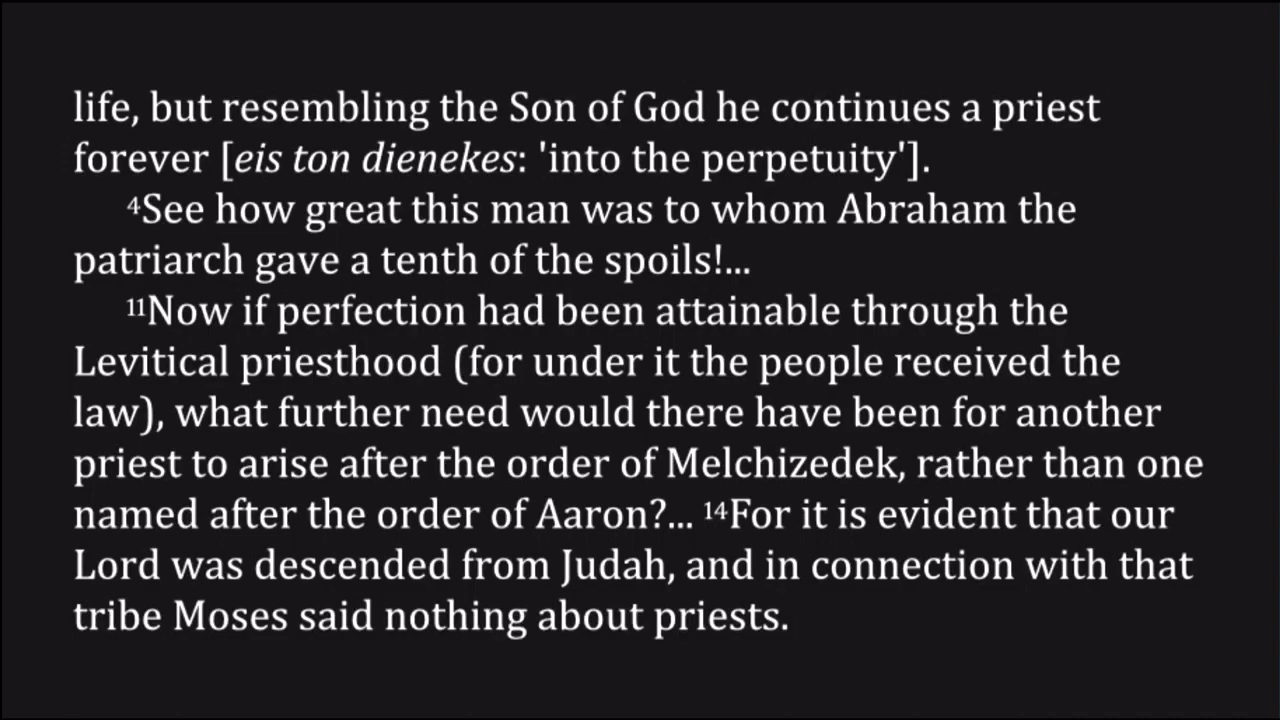 life, but resembling the Son of God he continues a priest
forever [eis ton dienekes: 'into the perpetuity'].
⁴See how great this man was to whom Abraham the
patriarch gave a tenth of the spoils!...
¹¹Now if perfection had been attainable through the
Levitical priesthood (for under it the people received the
law), what further need would there have been for another
priest to arise after the order of Melchizedek, rather than one
named after the order of Aaron?... ¹⁴For it is evident that our
Lord was descended from Judah, and in connection with that
tribe Moses said nothing about priests.